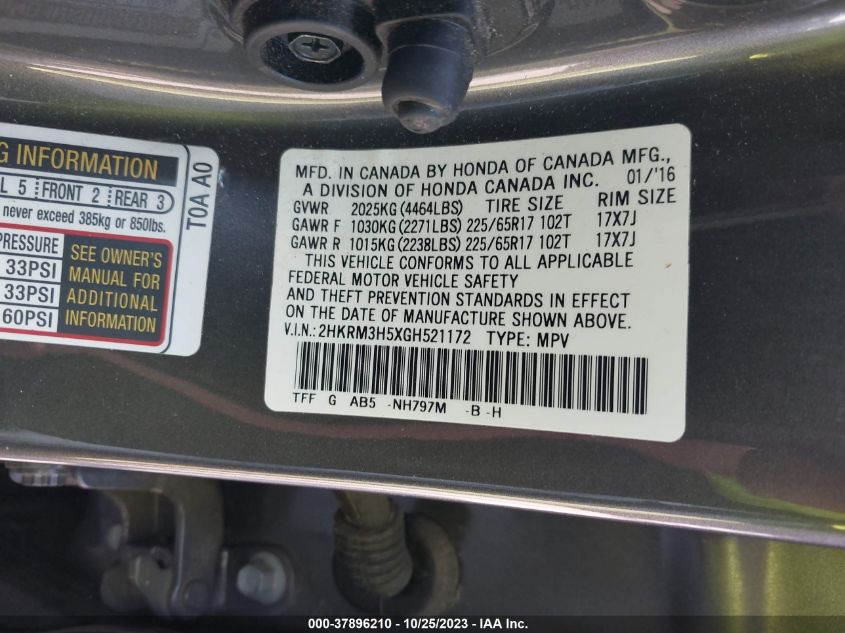 G INFORMATION
L 5 FRONT 2 REAR 3
never exceed 385kg or 850lbs.
PRESSURE
33PSI
33PSI
60PSI
SEE OWNER'S
MANUAL FOR
ADDITIONAL
INFORMATION
T0A A0
MFD. IN CANADA BY HONDA OF CANADA MFG.,
A DIVISION OF HONDA CANADA INC. 01/'16
GVWR 2025KG (4464LBS) TIRE SIZE RIM SIZE
GAWR F 1030KG (2271LBS) 225/65R17 102T 17X7J
GAWR R 1015KG (2238LBS) 225/65R17 102T 17X7J
THIS VEHICLE CONFORMS TO ALL APPLICABLE
FEDERAL MOTOR VEHICLE SAFETY
AND THEFT PREVENTION STANDARDS IN EFFECT
ON THE DATE OF MANUFACTURE SHOWN ABOVE.
V.I.N.: 2HKRM3H5XGH521172 TYPE: MPV
TFF G AB5 -NH797M -B -H
000-37896210 - 10/25/2023 - IAA Inc.